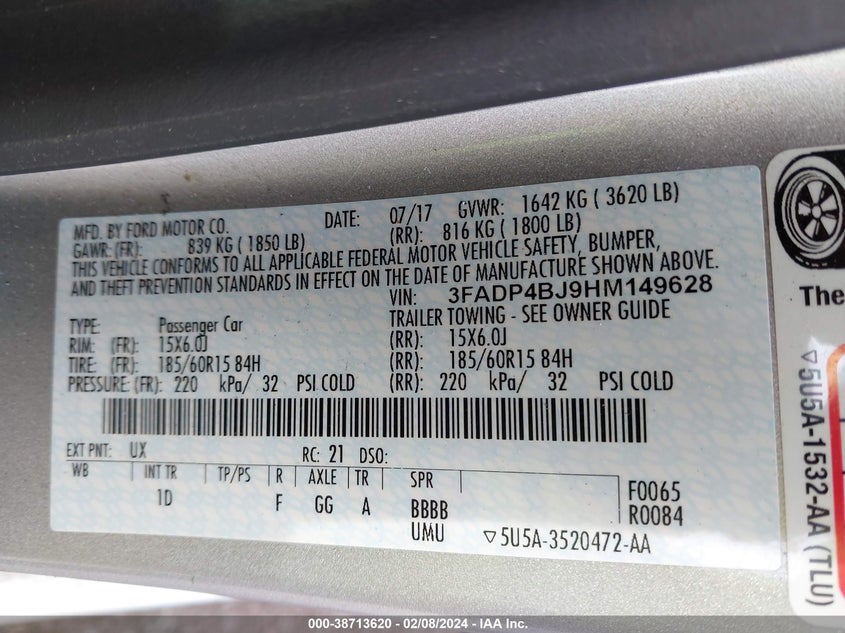 MFD. BY FORD MOTOR CO. DATE: 07/17 GVWR: 1642 KG ( 3620 LB)
GAWR: (FR): 839 KG ( 1850 LB) (RR): 816 KG ( 1800 LB)
THIS VEHICLE CONFORMS TO ALL APPLICABLE FEDERAL MOTOR VEHICLE SAFETY, BUMPER,
AND THEFT PREVENTION STANDARDS IN EFFECT ON THE DATE OF MANUFACTURE SHOWN ABOVE.
VIN: 3FADP4BJ9HM149628
TYPE: Passenger Car TRAILER TOWING - SEE OWNER GUIDE
RIM: (FR): 15X6.0J (RR): 15X6.0J
TIRE: (FR): 185/60R15 84H (RR): 185/60R15 84H
PRESSURE: (FR): 220 kPa/ 32 PSI COLD (RR): 220 kPa/ 32 PSI COLD
EXT PNT: UX RC: 21 DSO:
WB INT TR TP/PS R AXLE TR SPR
1D F GG A BBBB
UMU
F0065
R0084
▽5U5A-3520472-AA
The
▽5U5A-1532-AA (TLU)
000-38713620 — 02/08/2024 — IAA Inc.